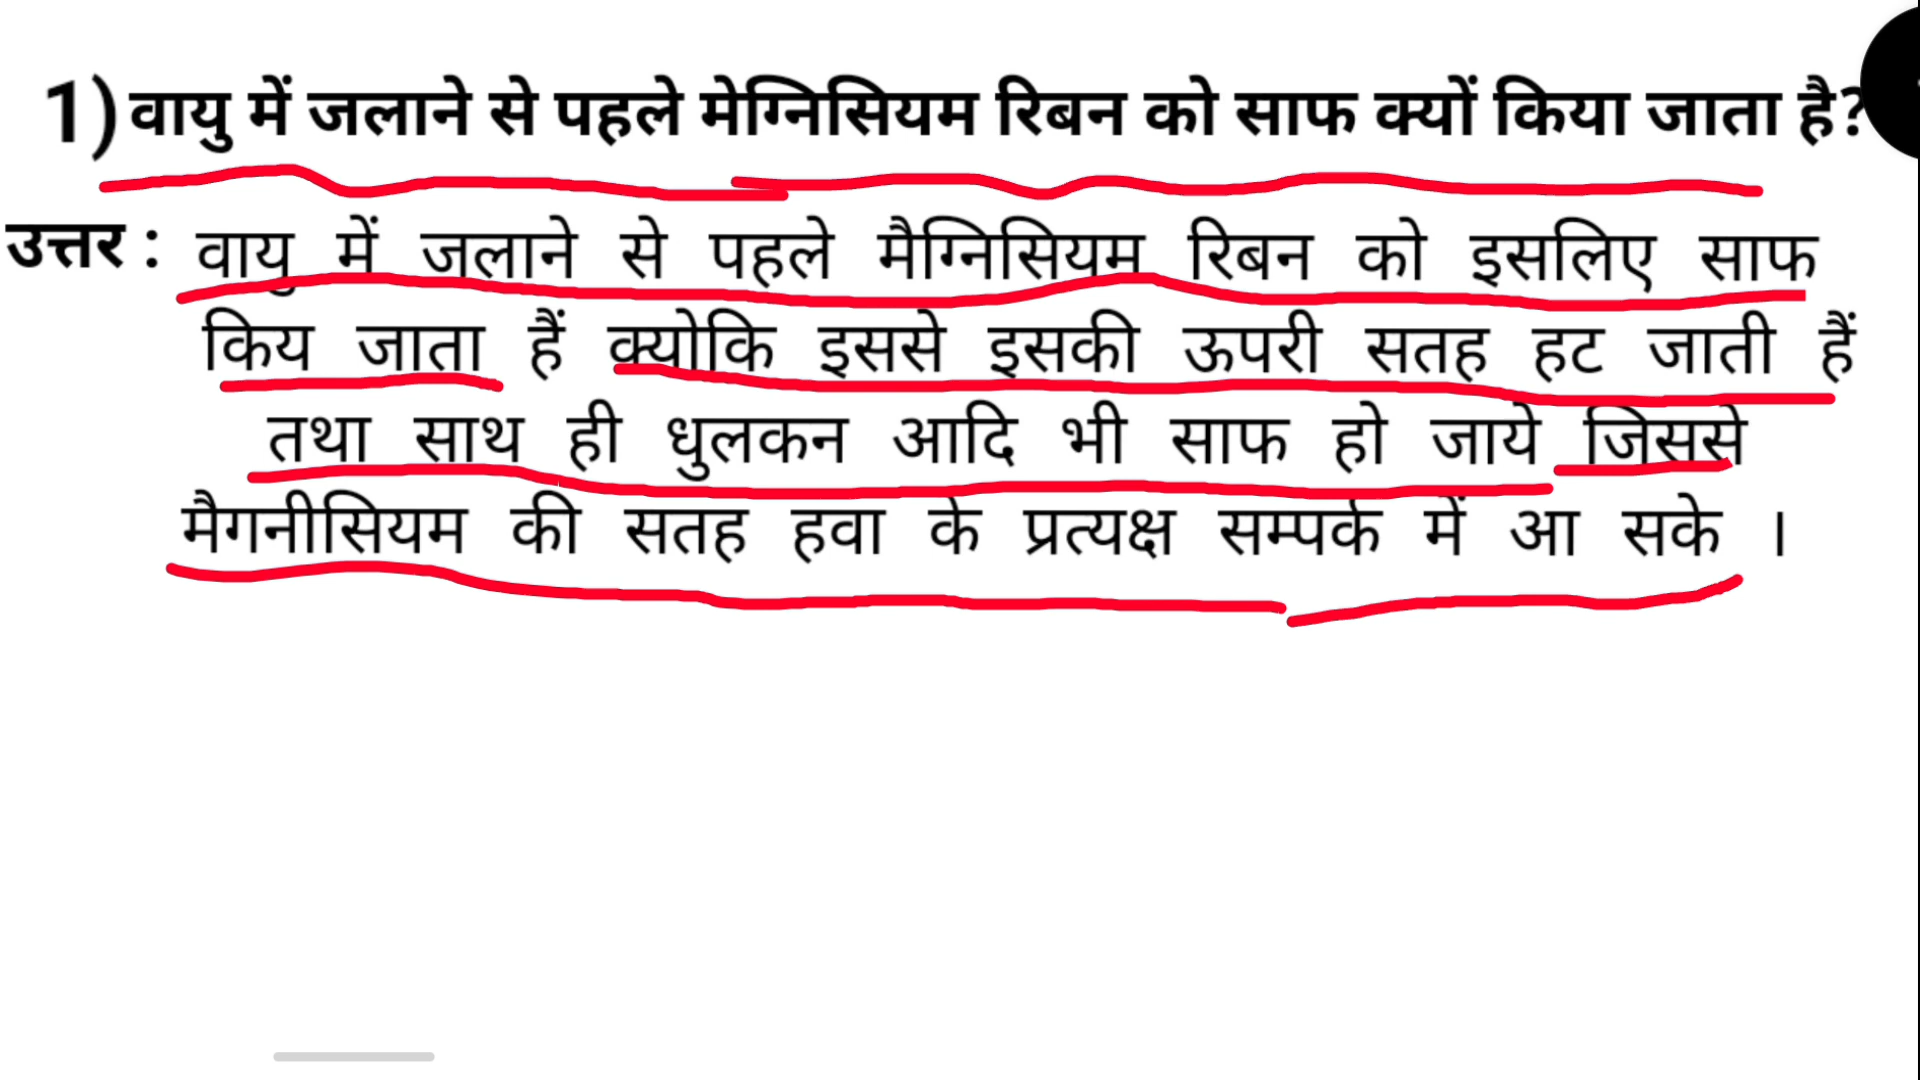 1) वायु में जलाने से पहले मेग्निसियम रिबन को साफ क्यों किया जाता है?
उत्तर : वायु में जलाने से पहले मैग्निसियम रिबन को इसलिए साफ
किय जाता हैं क्योकि इससे इसकी ऊपरी सतह हट जाती हैं
तथा साथ ही धुलकन आदि भी साफ हो जाये जिससे
मैगनीसियम की सतह हवा के प्रत्यक्ष सम्पर्क में आ सके ।